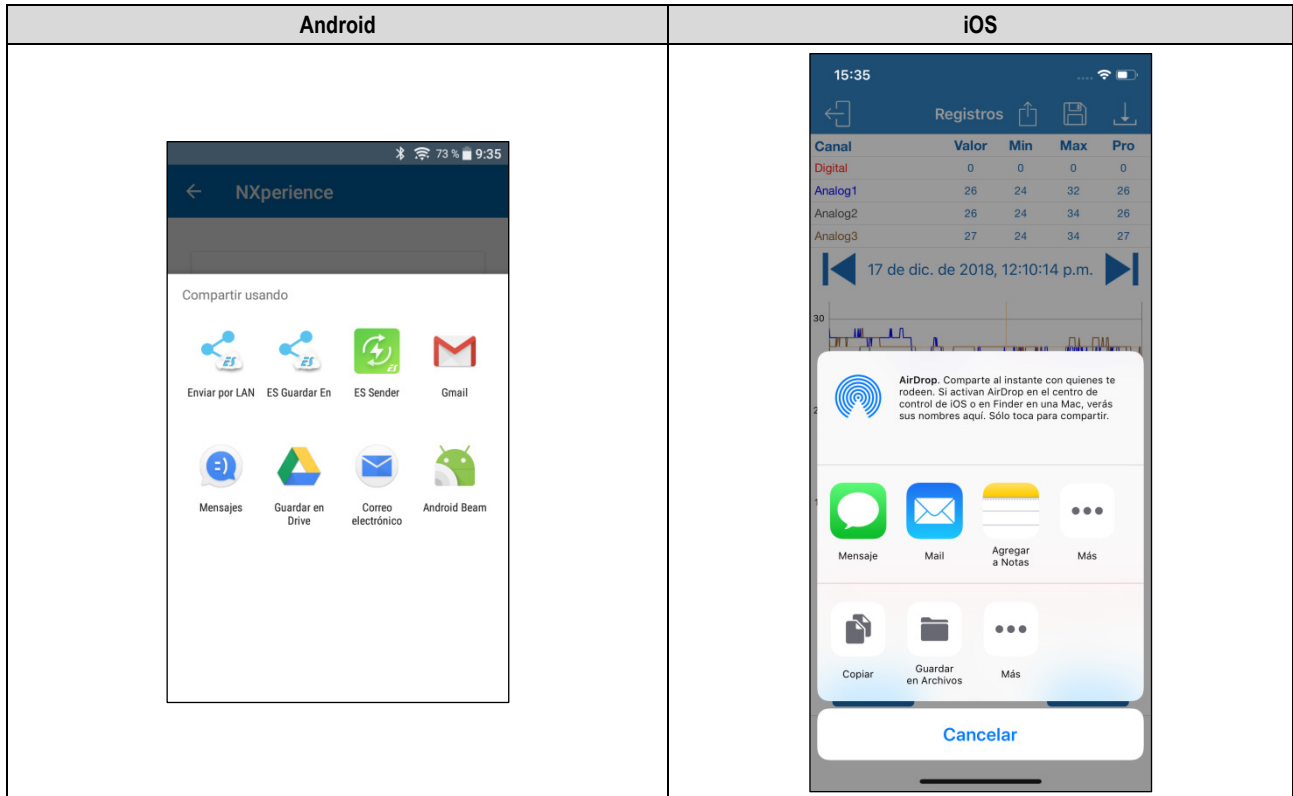 Android
iOS
73 % 9:35
NXperience
Compartir usando
Enviar por LAN
ES Guardar En
ES Sender
Gmail
Mensajes
Guardar en
Drive
Correo
electrónico
Android Beam
15:35
Registros
Canal Valor Min Max Pro
Digital 0 0 0 0
Analog1 26 24 32 26
Analog2 26 24 34 26
Analog3 27 24 34 27
17 de dic. de 2018, 12:10:14 p.m.
30
AirDrop. Comparte al instante con quienes te
rodeen. Si activan AirDrop en el centro de
control de iOS o en Finder en una Mac, verás
sus nombres aquí. Sólo toca para compartir.
Mensaje
Mail
Agregar
a Notas
Más
Copiar
Guardar
en Archivos
Más
Cancelar